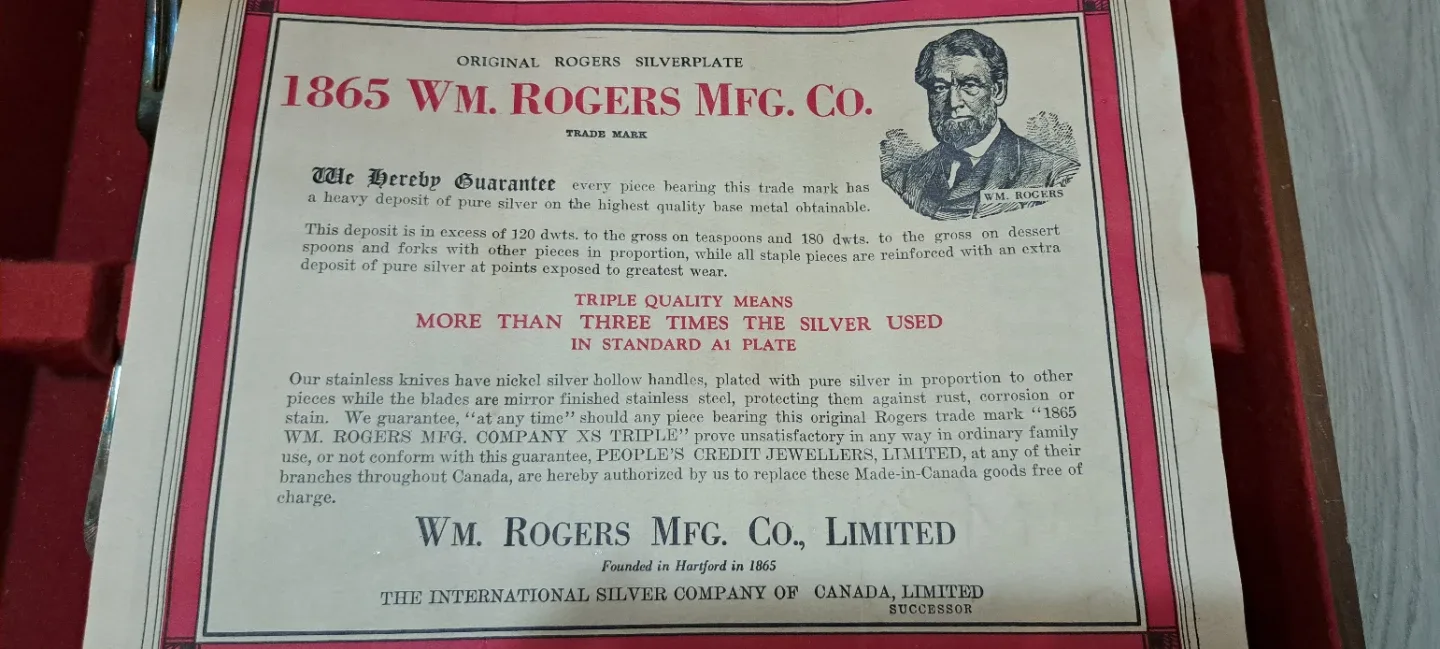 ORIGINAL ROGERS SILVERPLATE
1865 WM. ROGERS MFG. CO.
TRADE MARK
We Hereby Guarantee every piece bearing this trade mark has
a heavy deposit of pure silver on the highest quality base metal obtainable.
WM. ROGERS
This deposit is in excess of 120 dwts. to the gross on teaspoons and 180 dwts. to the gross on dessert
spoons and forks with other pieces in proportion, while all staple pieces are reinforced with an extra
deposit of pure silver at points exposed to greatest wear.
TRIPLE QUALITY MEANS
MORE THAN THREE TIMES THE SILVER USED
IN STANDARD A1 PLATE
Our stainless knives have nickel silver hollow handles, plated with pure silver in proportion to other
pieces while the blades are mirror finished stainless steel, protecting them against rust, corrosion or
stain. We guarantee, "at any time" should any piece bearing this original Rogers trade mark "1865
WM. ROGERS MFG. COMPANY XS TRIPLE" prove unsatisfactory in any way in ordinary family
use, or not conform with this guarantee, PEOPLE'S CREDIT JEWELLERS, LIMITED, at any of their
branches throughout Canada, are hereby authorized by us to replace these Made-in-Canada goods free of
charge.
WM. ROGERS MFG. CO., LIMITED
Founded in Hartford in 1865
THE INTERNATIONAL SILVER COMPANY OF CANADA, LIMITED
SUCCESSOR